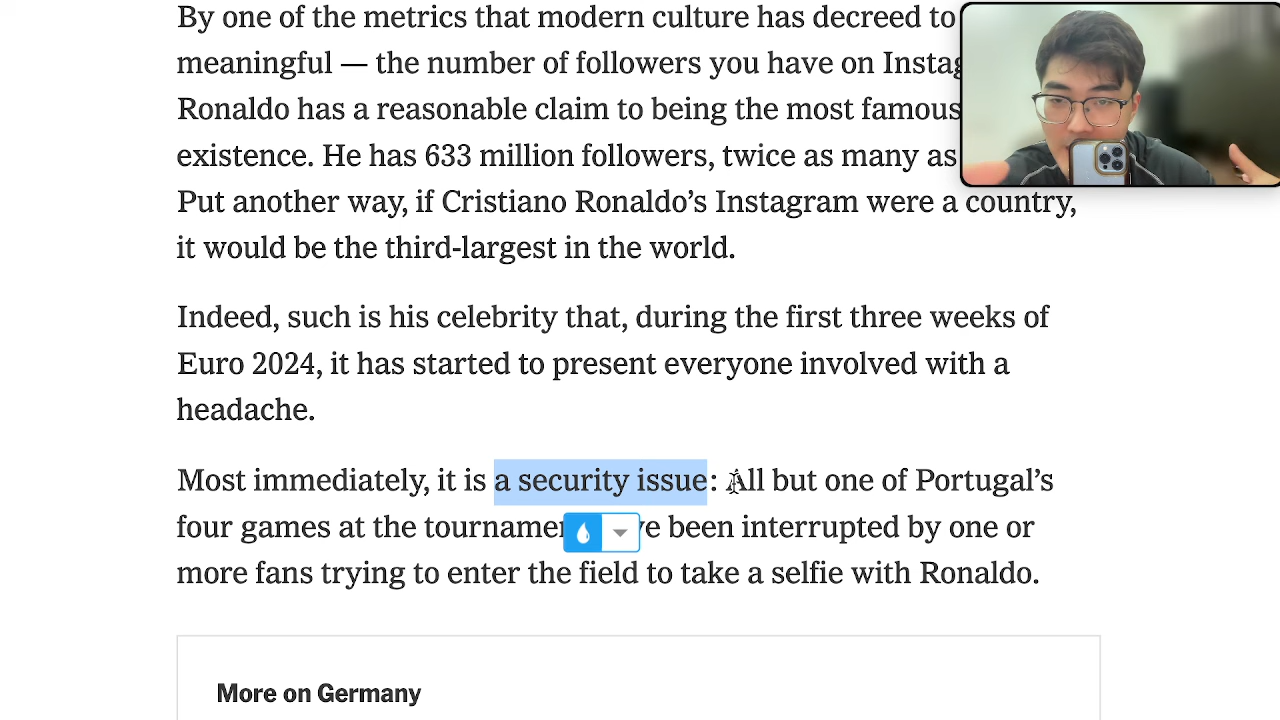 By one of the metrics that modern culture has decreed to
meaningful — the number of followers you have on
Ronaldo has a reasonable claim to being the most famous
existence. He has 633 million followers, twice as many as
Put another way, if Cristiano Ronaldo’s Instagram were a country,
it would be the third-largest in the world.
Indeed, such is his celebrity that, during the first three weeks of
Euro 2024, it has started to present everyone involved with a
headache.
Most immediately, it is a security issue: All but one of Portugal’s
four games at the been interrupted by one or
more fans trying to enter the field to take a selfie with Ronaldo.
More on Germany